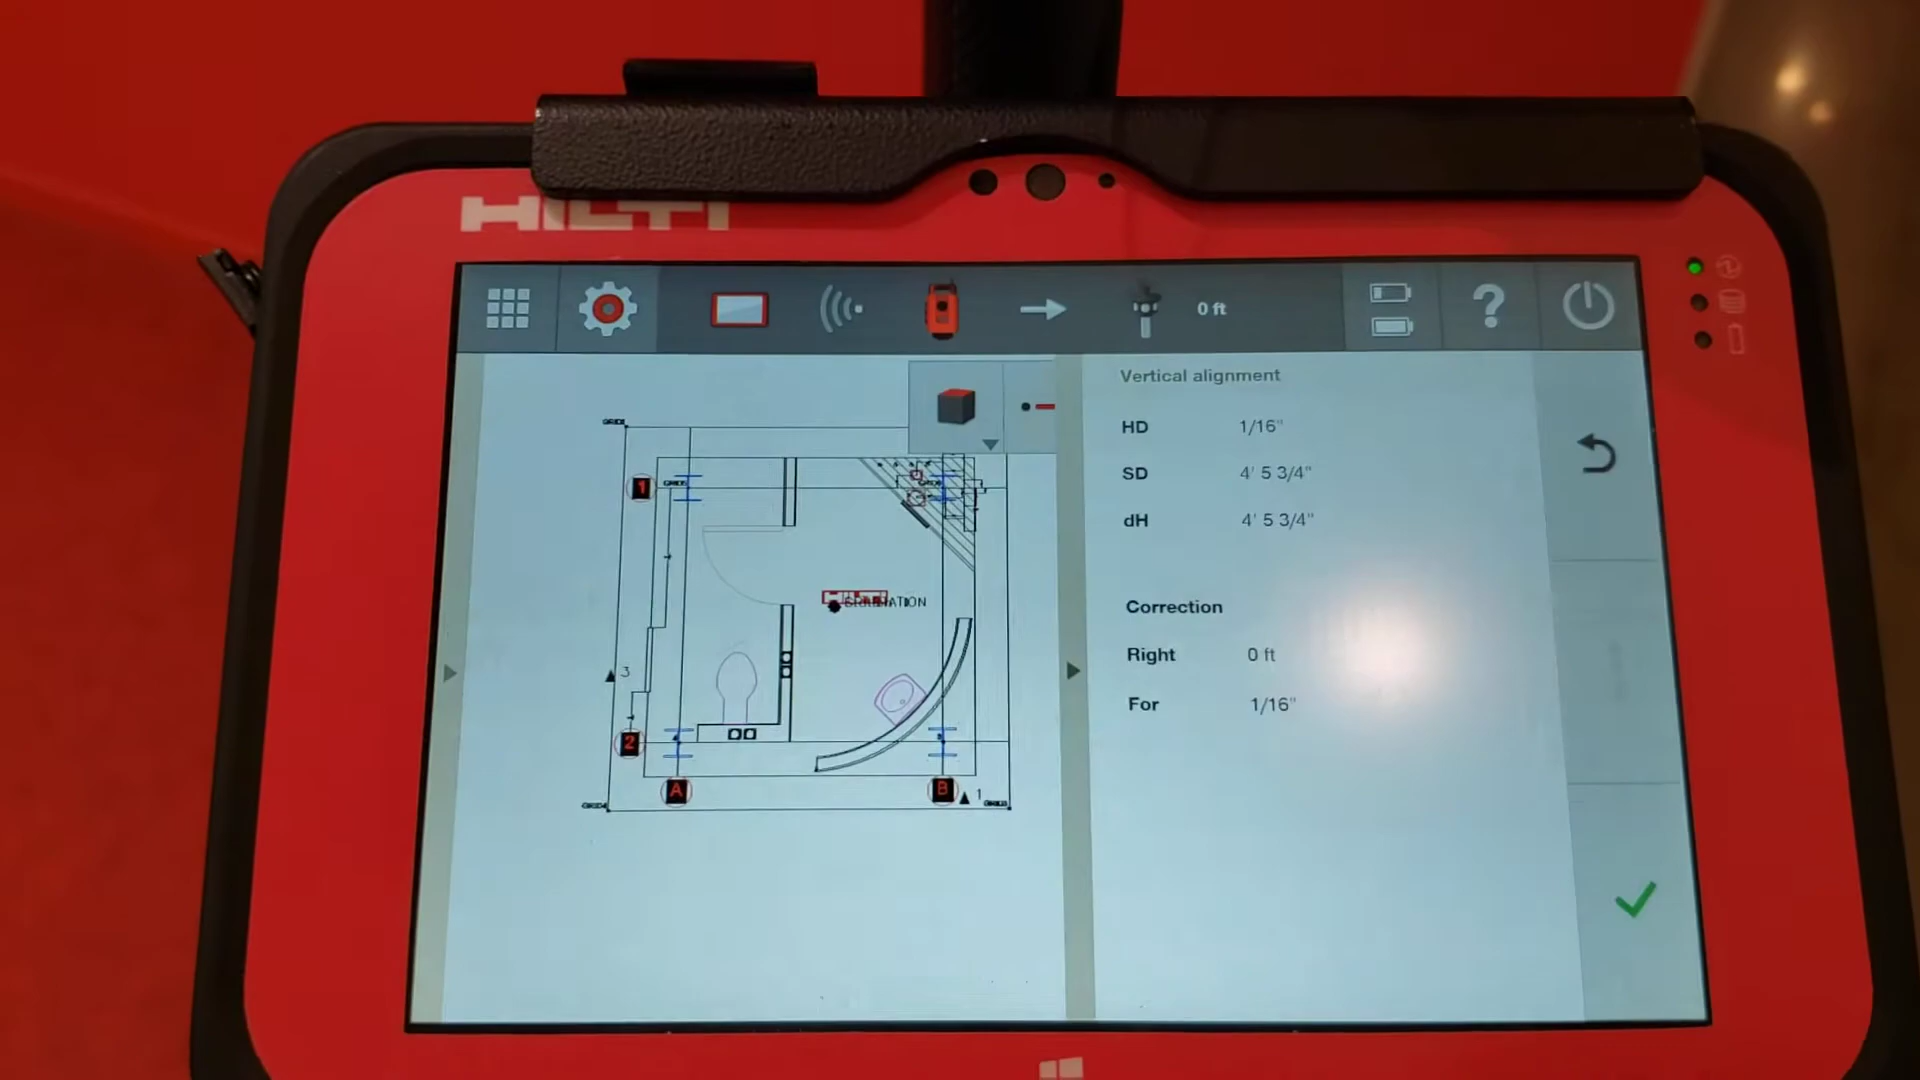 HILTI
0 ft
?
Vertical alignment
HD 1/16"
SD 4' 5 3/4"
dH 4' 5 3/4"
Correction
Right 0 ft
For 1/16"
1
3
2
A
B
1
HILTI